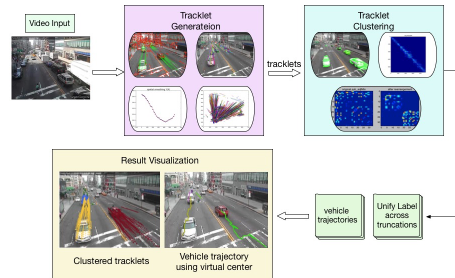 Video Input
Tracklet
Generateion
tracklets
Tracklet
Clustering
Unify Label
across
truncations
vehicle
trajectories
Result Visualization
Clustered tracklets
Vehicle trajectory
using virtual center